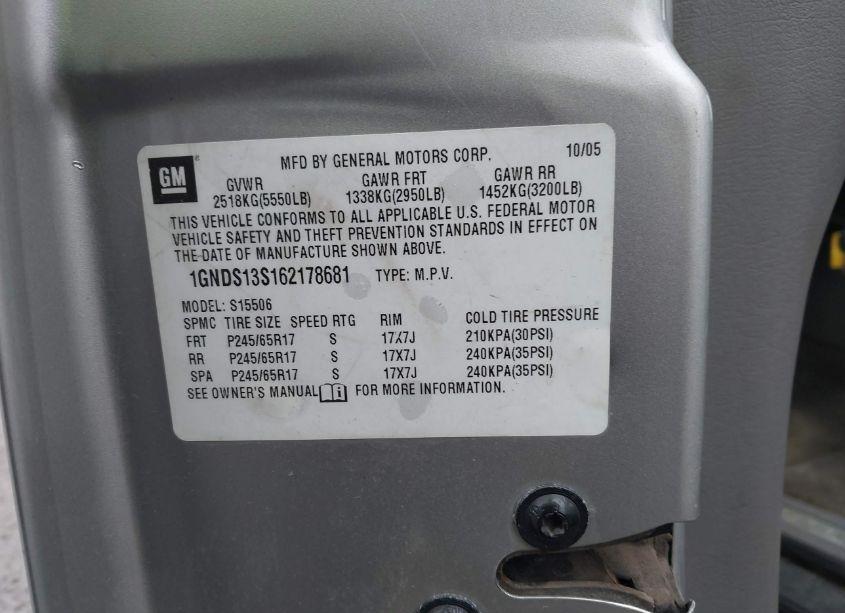 GM MFD BY GENERAL MOTORS CORP. 10/05
GVWR GAWR FRT GAWR RR
2518KG(5550LB) 1338KG(2950LB) 1452KG(3200LB)
THIS VEHICLE CONFORMS TO ALL APPLICABLE U.S. FEDERAL MOTOR
VEHICLE SAFETY AND THEFT PREVENTION STANDARDS IN EFFECT ON
THE DATE OF MANUFACTURE SHOWN ABOVE.
1GNDS13S162178681 TYPE: M.P.V.
MODEL: S15506
SPMC TIRE SIZE SPEED RTG RIM COLD TIRE PRESSURE
FRT P245/65R17 S 17X7J 210KPA(30PSI)
RR P245/65R17 S 17X7J 240KPA(35PSI)
SPA P245/65R17 S 17X7J 240KPA(35PSI)
SEE OWNER'S MANUAL FOR MORE INFORMATION.